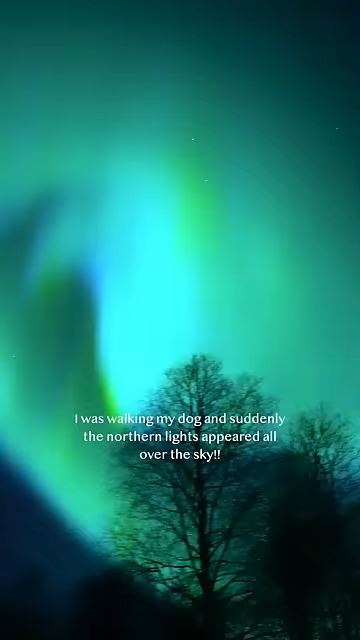 I was walking my dog and suddenly
the northern lights appeared all
over the sky!!